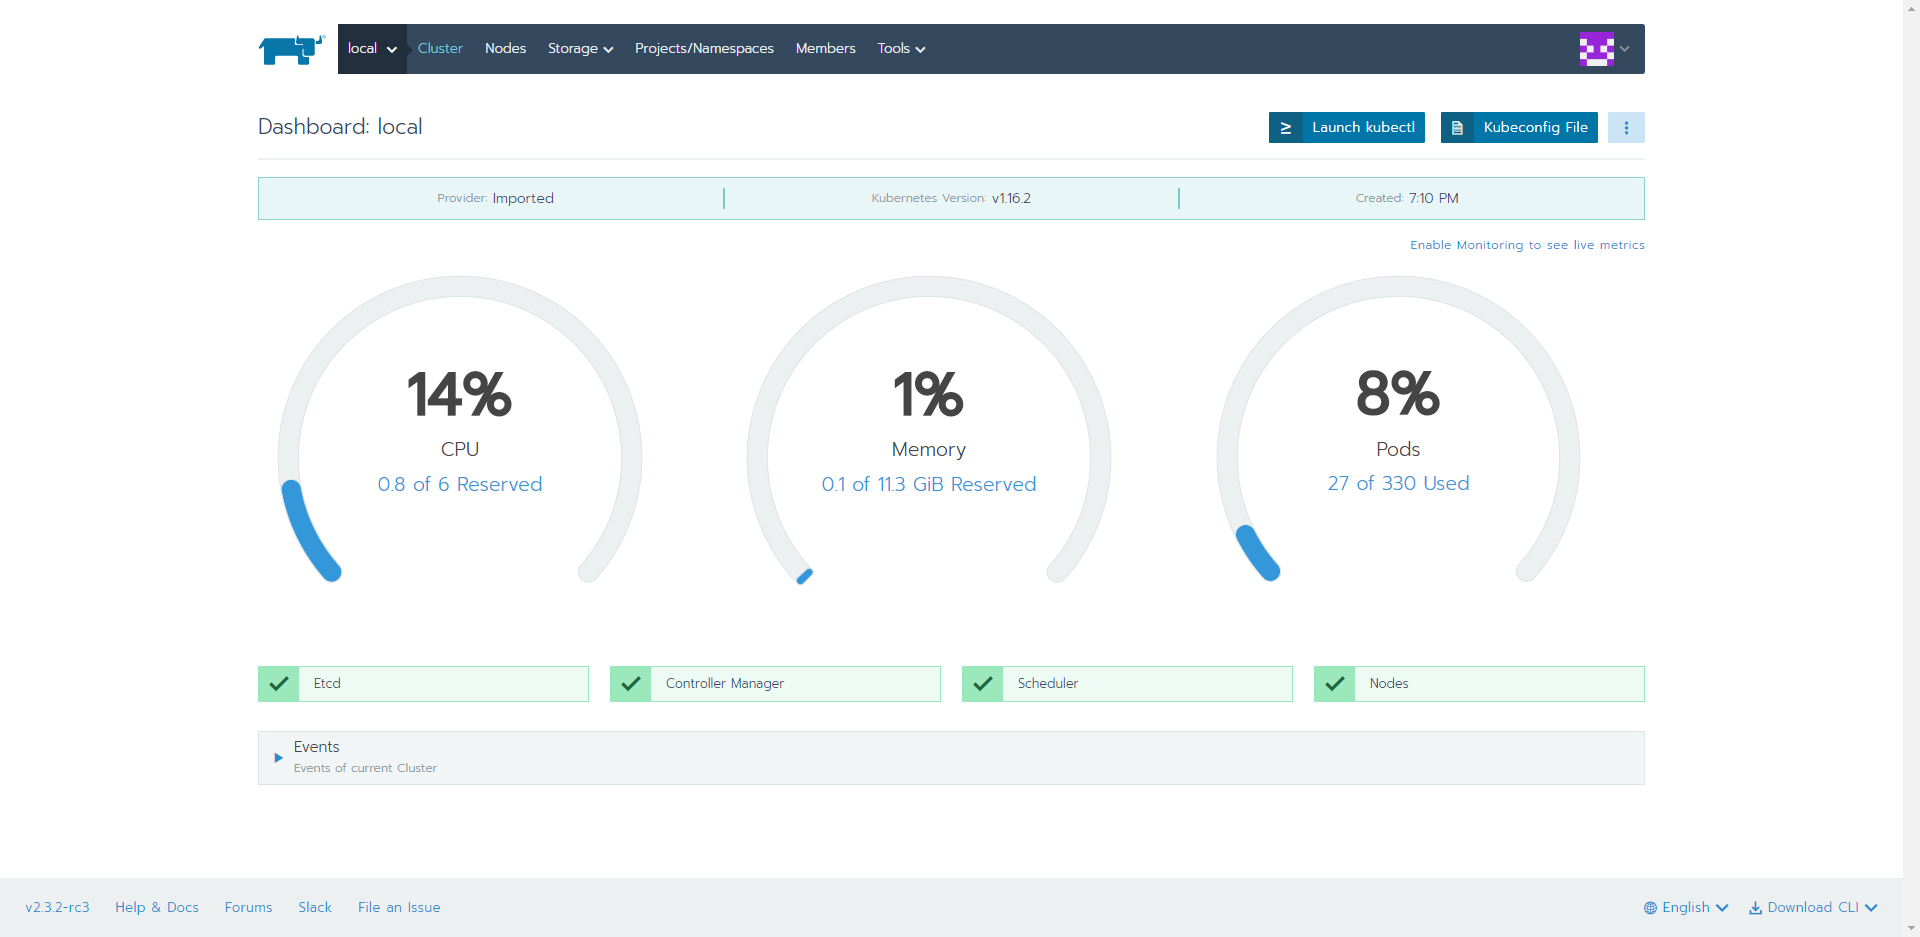 local Cluster Nodes Storage Projects/Namespaces Members Tools
Dashboard: local
Launch kubectl Kubeconfig File
Provider: Imported Kubernetes Version: v1.16.2 Created: 7:10 PM
Enable Monitoring to see live metrics
14% 1% 8%
CPU Memory Pods
0.8 of 6 Reserved 0.1 of 11.3 GiB Reserved 27 of 330 Used
Etcd Controller Manager Scheduler Nodes
Events
Events of current Cluster
v2.3.2-rc3 Help & Docs Forums Slack File an Issue English Download CLI